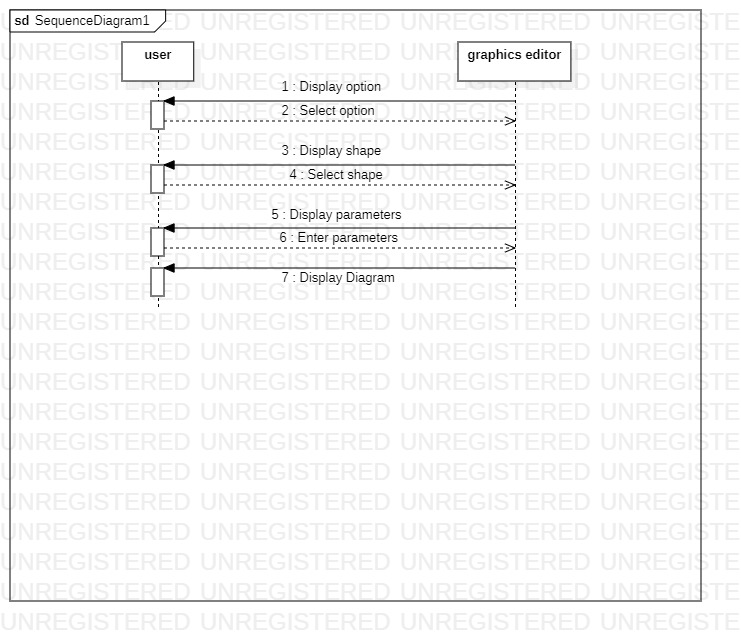 sd SequenceDiagram1
user
graphics editor
1 : Display option
2 : Select option
3 : Display shape
4 : Select shape
5 : Display parameters
6 : Enter parameters
7 : Display Diagram
UNREGISTERED UNREGISTERED UNREGISTERED UNREGISTERED